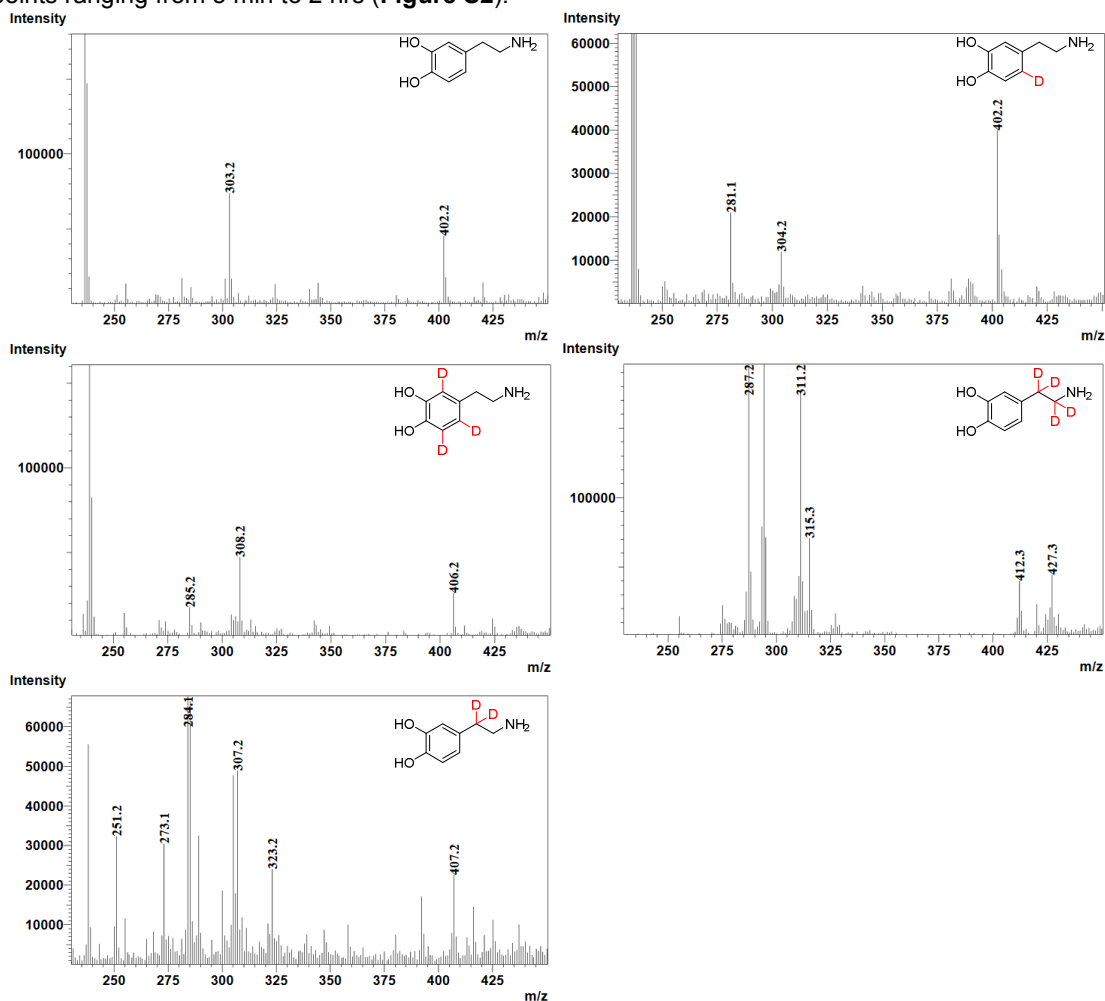 points ranging from 5 min to 2 hrs (Figure S2).
Intensity
100000
303.2
402.2
250 275 300 325 350 375 400 425
m/z
HO
HO
NH2
Intensity
60000
50000
40000
30000
20000
10000
281.1
304.2
402.2
250 275 300 325 350 375 400 425
m/z
HO
HO
NH2
D
Intensity
100000
285.2
308.2
406.2
250 275 300 325 350 375 400 425
m/z
D
HO
HO
NH2
D
D
Intensity
100000
287.2
311.2
315.3
412.3
427.3
250 275 300 325 350 375 400 425
m/z
D
D
HO
HO
NH2
D
D
Intensity
60000
50000
40000
30000
20000
10000
251.2
273.1
284.1
307.2
323.2
407.2
250 275 300 325 350 375 400 425
m/z
D
D
HO
HO
NH2